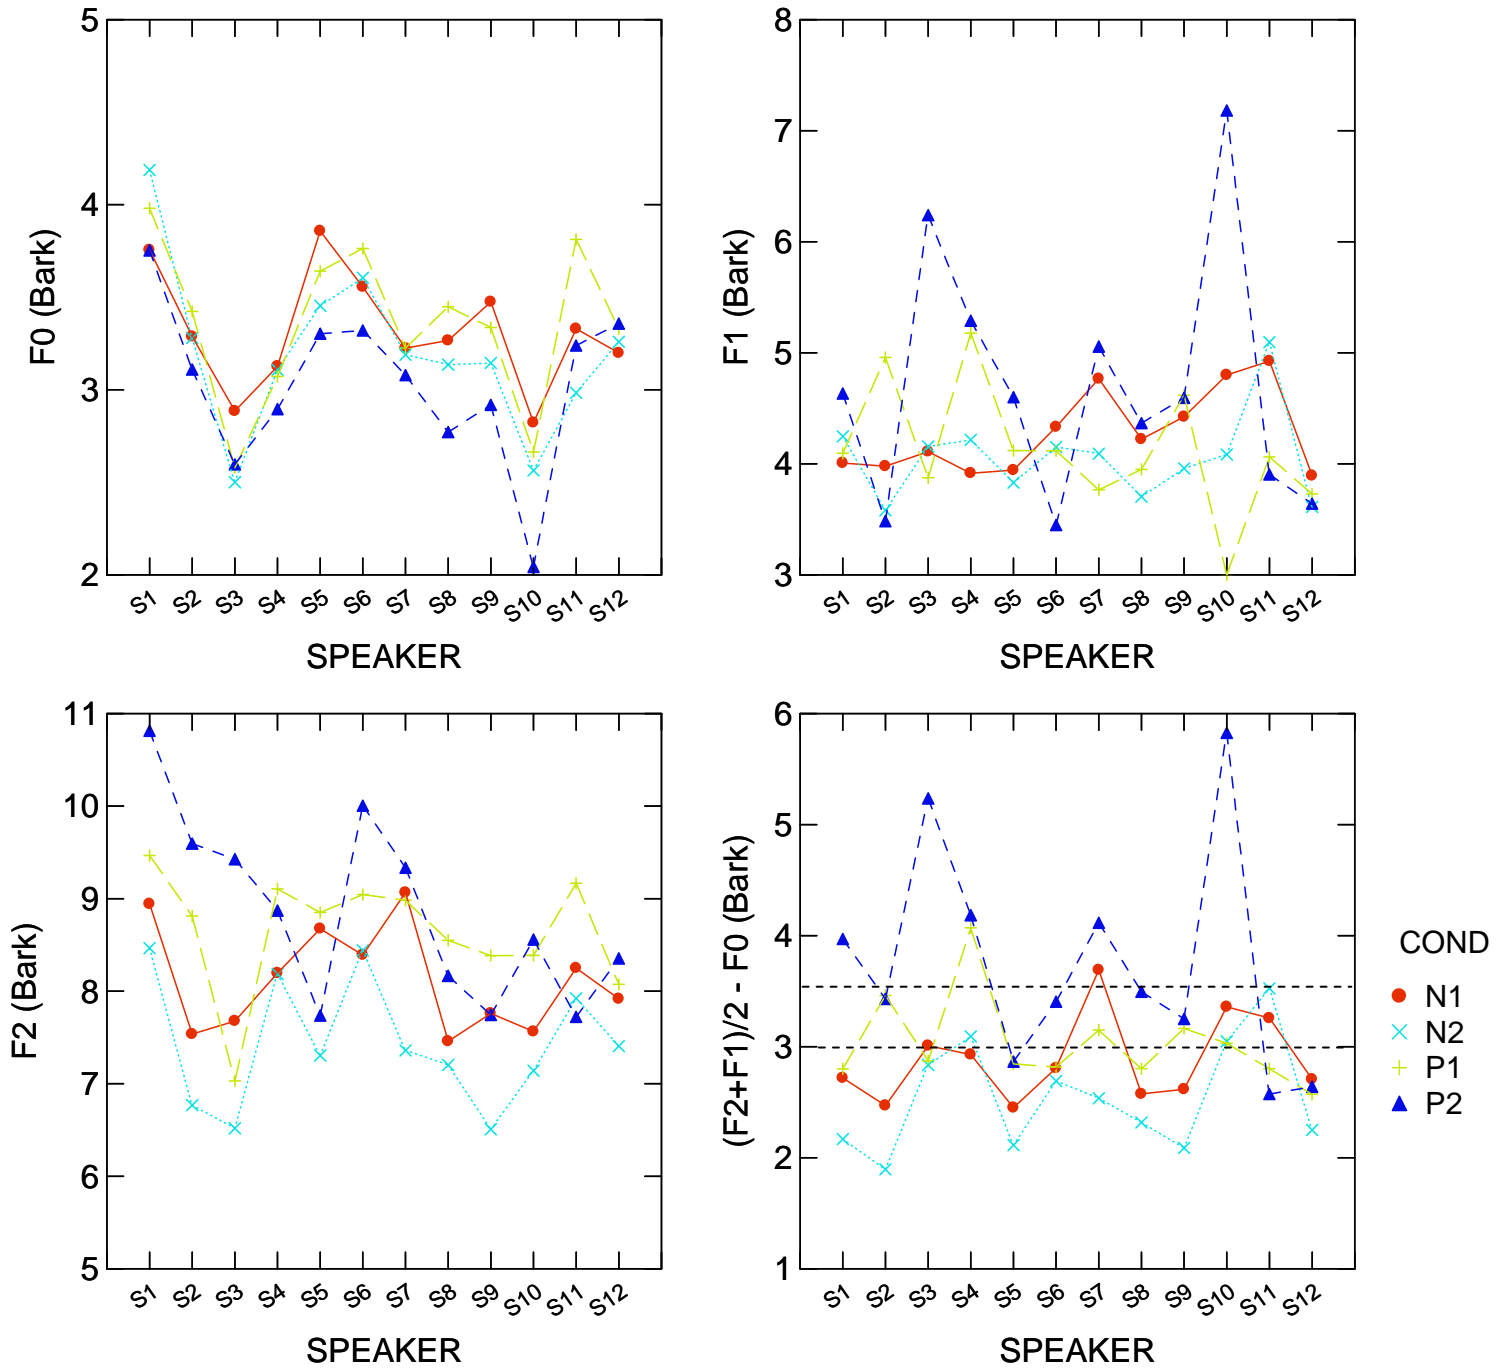 5
4
3
2
F0 (Bark)
S1 S2 S3 S4 S5 S6 S7 S8 S9 S10 S11 S12
SPEAKER
8
7
6
5
4
3
F1 (Bark)
S1 S2 S3 S4 S5 S6 S7 S8 S9 S10 S11 S12
SPEAKER
11
10
9
8
7
6
5
F2 (Bark)
S1 S2 S3 S4 S5 S6 S7 S8 S9 S10 S11 S12
SPEAKER
6
5
4
3
2
1
(F2+F1)/2 - F0 (Bark)
S1 S2 S3 S4 S5 S6 S7 S8 S9 S10 S11 S12
SPEAKER
COND
N1
N2
P1
P2